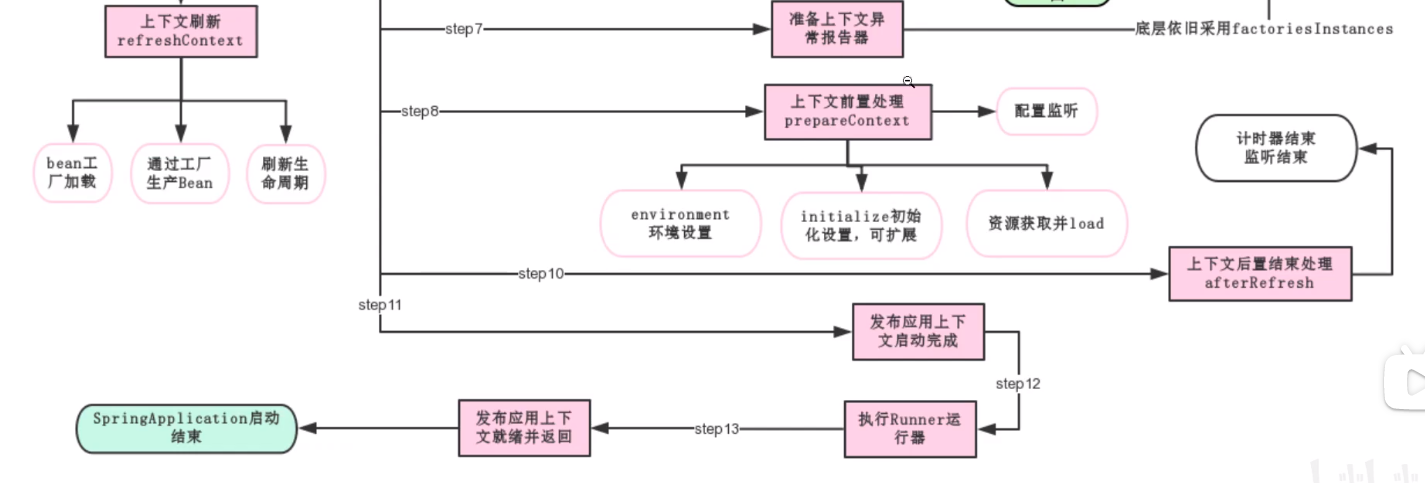 上下文刷新
refreshContext
bean工
厂加载
通过工厂
生产Bean
刷新生
命周期
step7
准备上下文异
常报告器
底层依旧采用factoriesInstances
step8
上下文前置处理
prepareContext
配置监听
environment
环境设置
initialize初始
化设置，可扩展
资源获取并load
计时器结束
监听结束
step10
上下文后置结束处理
afterRefresh
step11
发布应用上下
文启动完成
step12
执行Runner运
行器
step13
发布应用上下
文就绪并返回
SpringApplication启动
结束